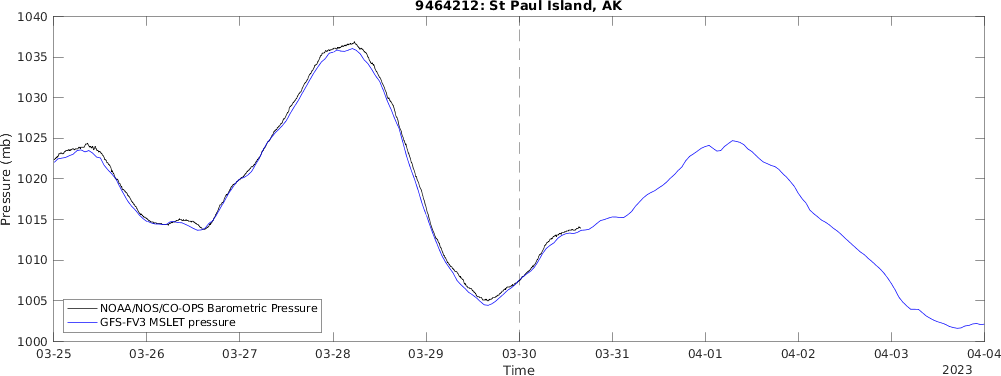 9464212: St Paul Island, AK
1040
1035
1030
1025
1020
1015
1010
1005
1000
Pressure (mb)
NOAA/NOS/CO-OPS Barometric Pressure
GFS-FV3 MSLET pressure
03-25 03-26 03-27 03-28 03-29 03-30 03-31 04-01 04-02 04-03 04-04
Time
2023